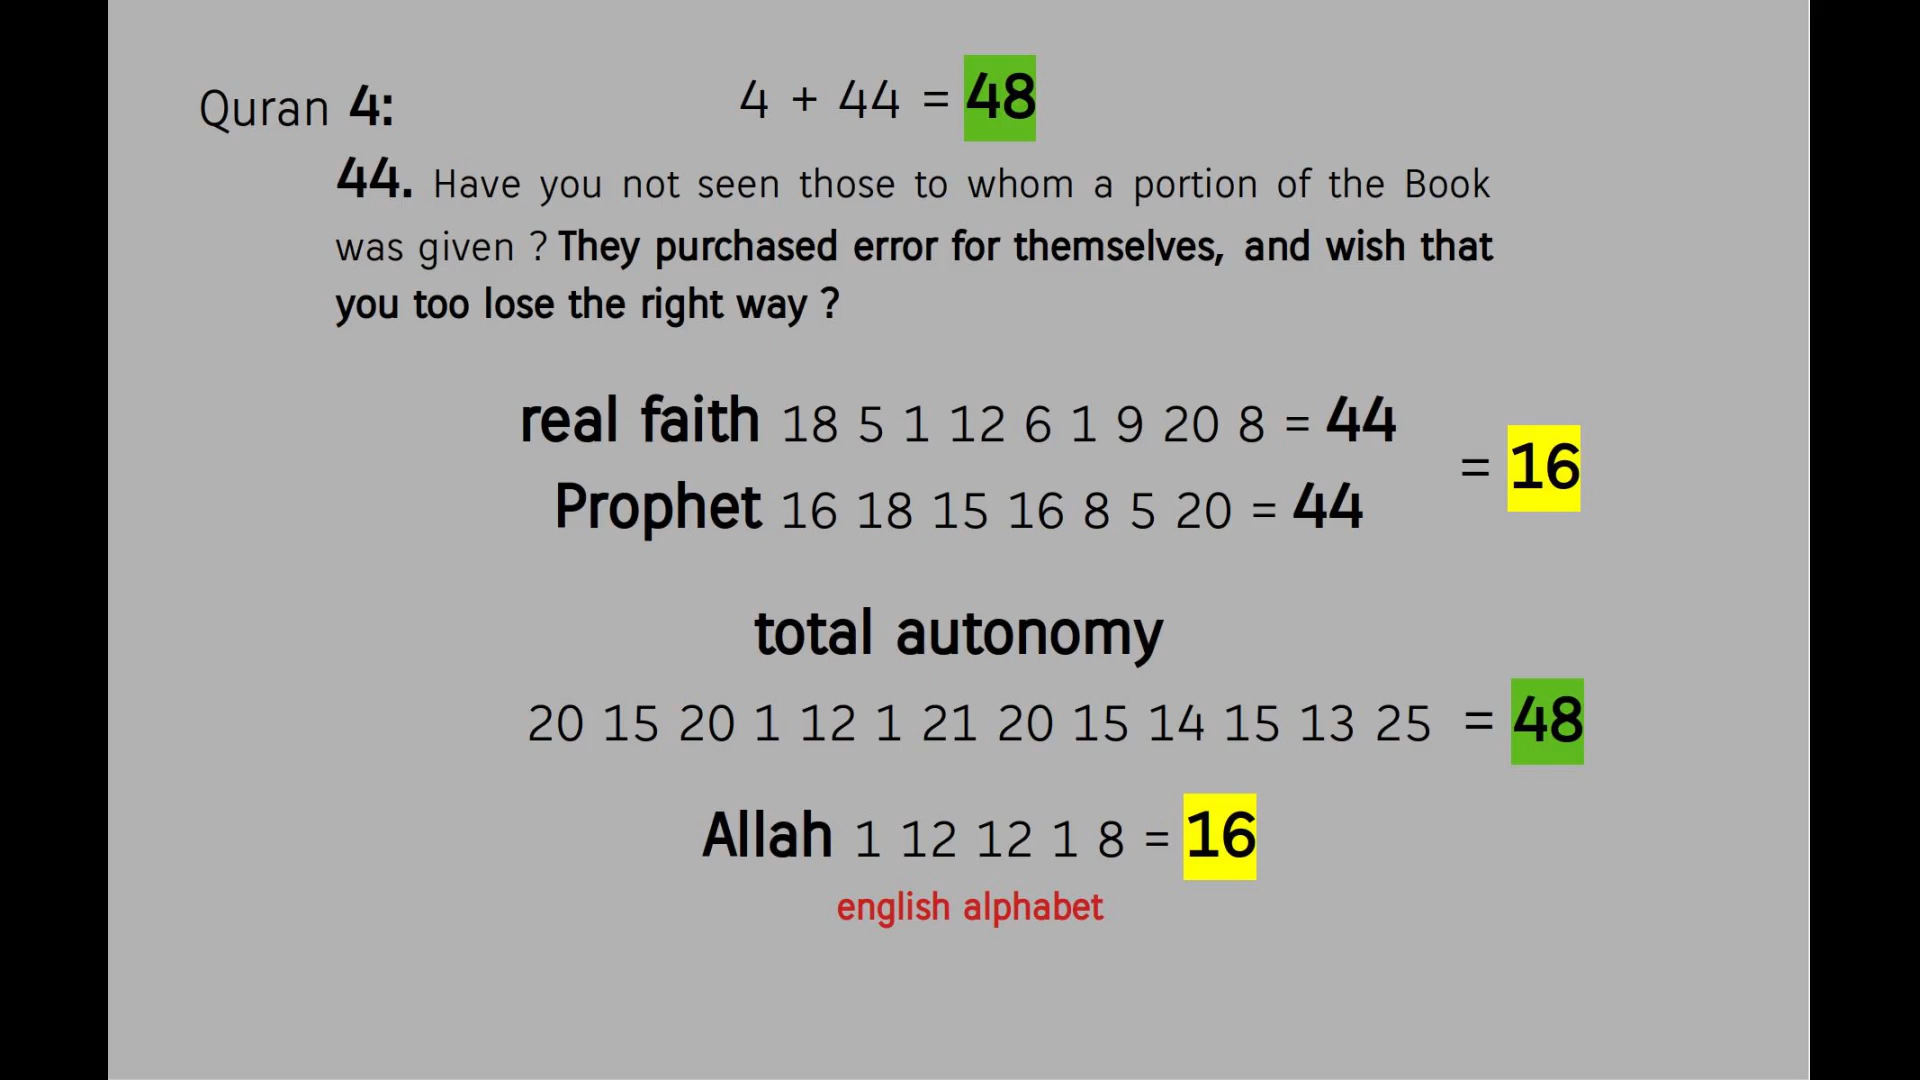 Quran 4:
4 + 44 = 48
44. Have you not seen those to whom a portion of the Book
was given ? They purchased error for themselves, and wish that
you too lose the right way ?
real faith 18 5 1 12 6 1 9 20 8 = 44
= 16
Prophet 16 18 15 16 8 5 20 = 44
total autonomy
20 15 20 1 12 1 21 20 15 14 15 13 25 = 48
Allah 1 12 12 1 8 = 16
english alphabet